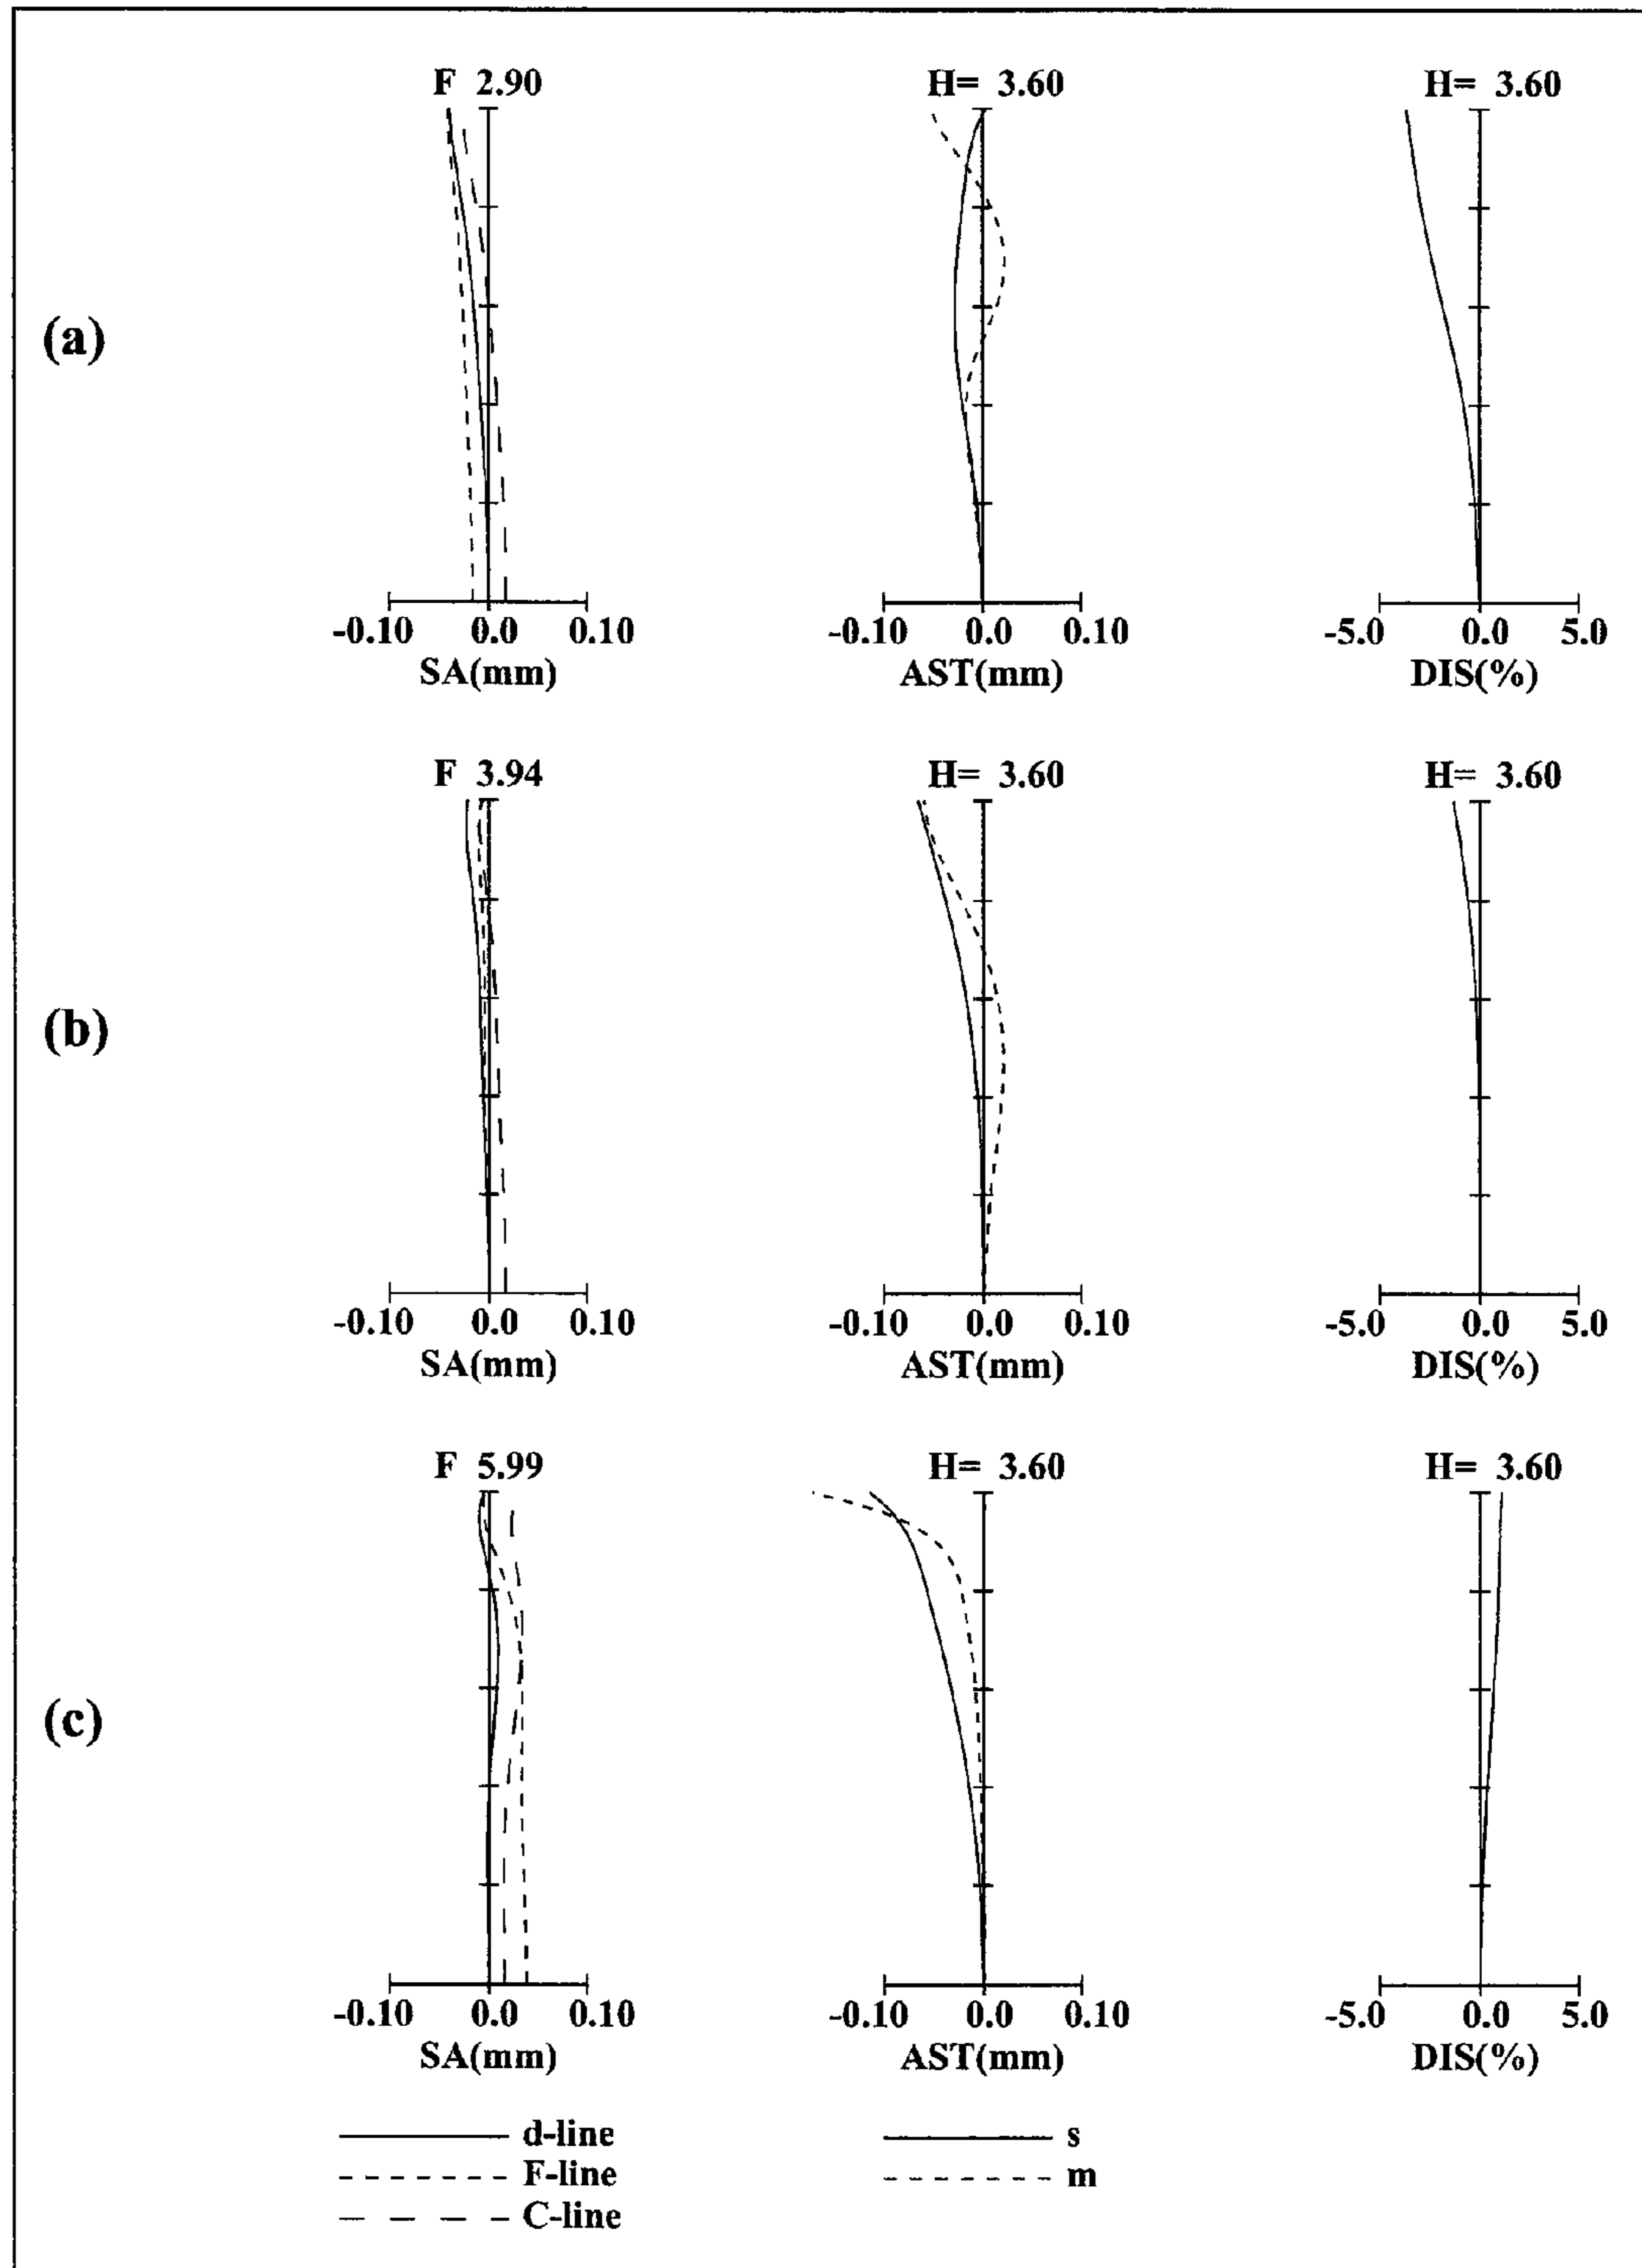 F 2.90 H= 3.60 H= 3.60
(a)
-0.10 0.0 0.10 -0.10 0.0 0.10 -5.0 0.0 5.0
SA(mm) AST(mm) DIS(%)
F 3.94 H= 3.60 H= 3.60
(b)
-0.10 0.0 0.10 -0.10 0.0 0.10 -5.0 0.0 5.0
SA(mm) AST(mm) DIS(%)
F 5.99 H= 3.60 H= 3.60
(c)
-0.10 0.0 0.10 -0.10 0.0 0.10 -5.0 0.0 5.0
SA(mm) AST(mm) DIS(%)
d-line s
F-line m
C-line